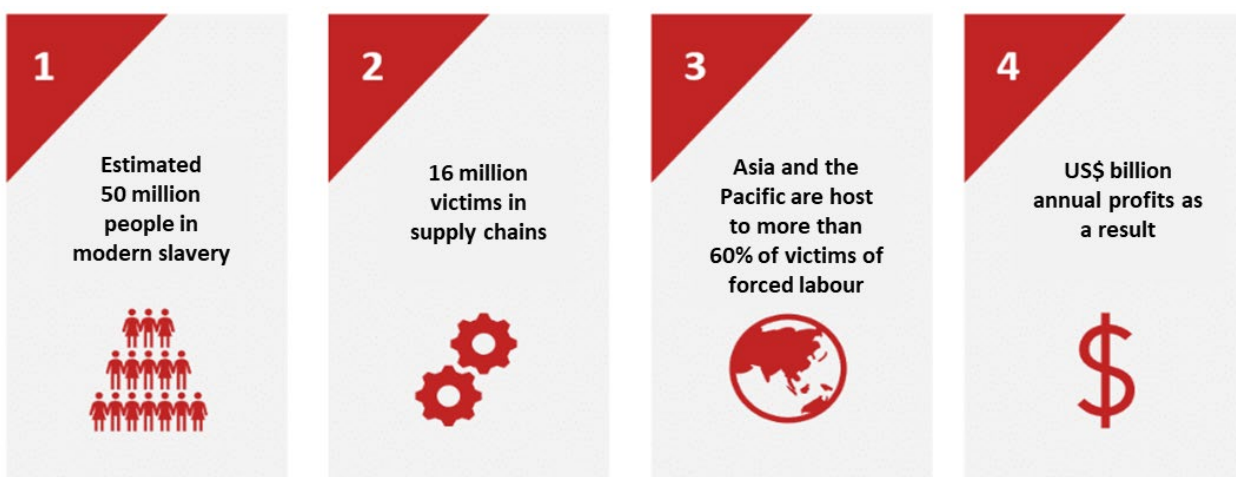 1
Estimated
50 million
people in
modern slavery
2
16 million
victims in
supply chains
3
Asia and the
Pacific are host
to more than
60% of victims of
forced labour
4
US$ billion
annual profits as
a result
$